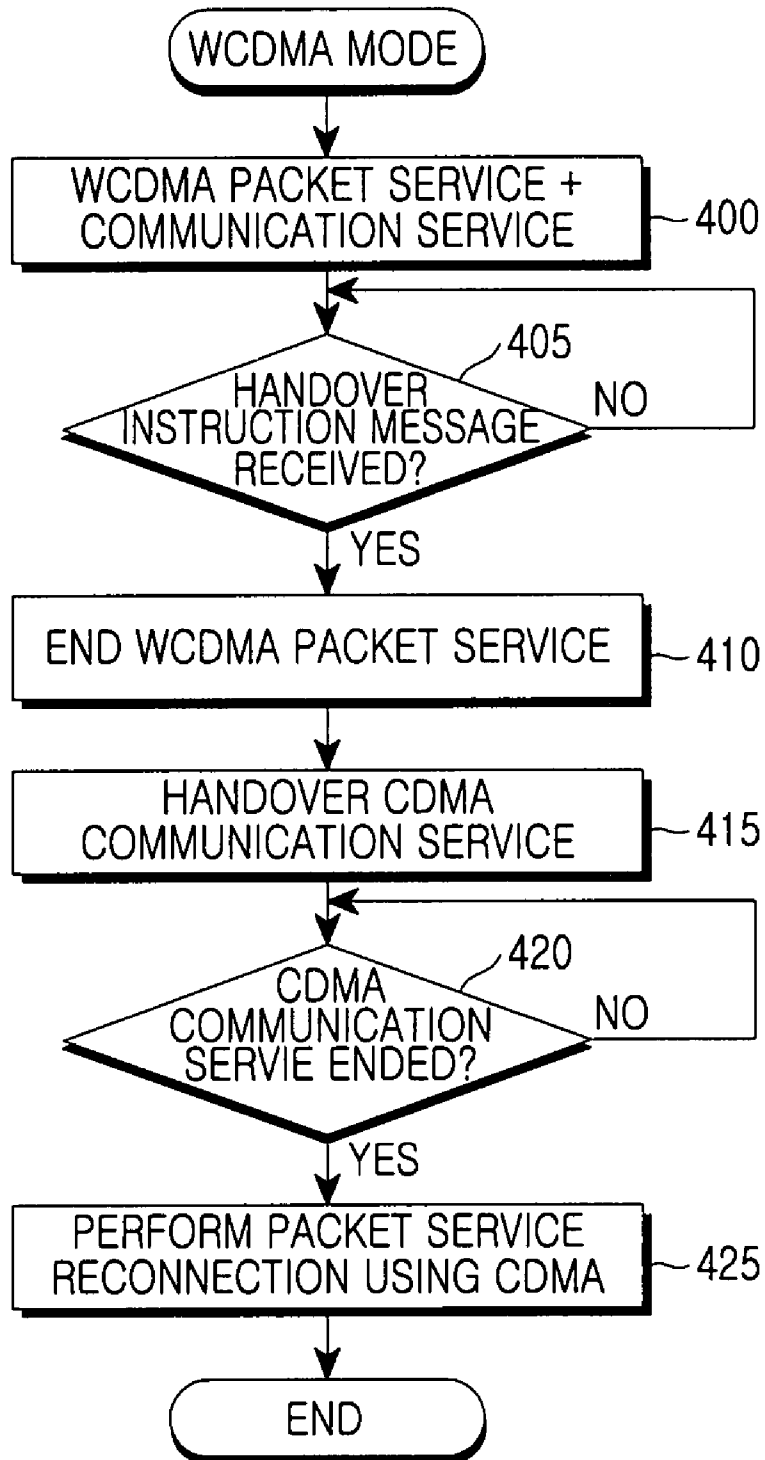 WCDMA MODE
WCDMA PACKET SERVICE +
COMMUNICATION SERVICE
400
405
HANDOVER
INSTRUCTION MESSAGE
RECEIVED?
NO
YES
END WCDMA PACKET SERVICE
410
HANDOVER CDMA
COMMUNICATION SERVICE
415
420
CDMA
COMMUNICATION
SERVIE ENDED?
NO
YES
PERFORM PACKET SERVICE
RECONNECTION USING CDMA
425
END